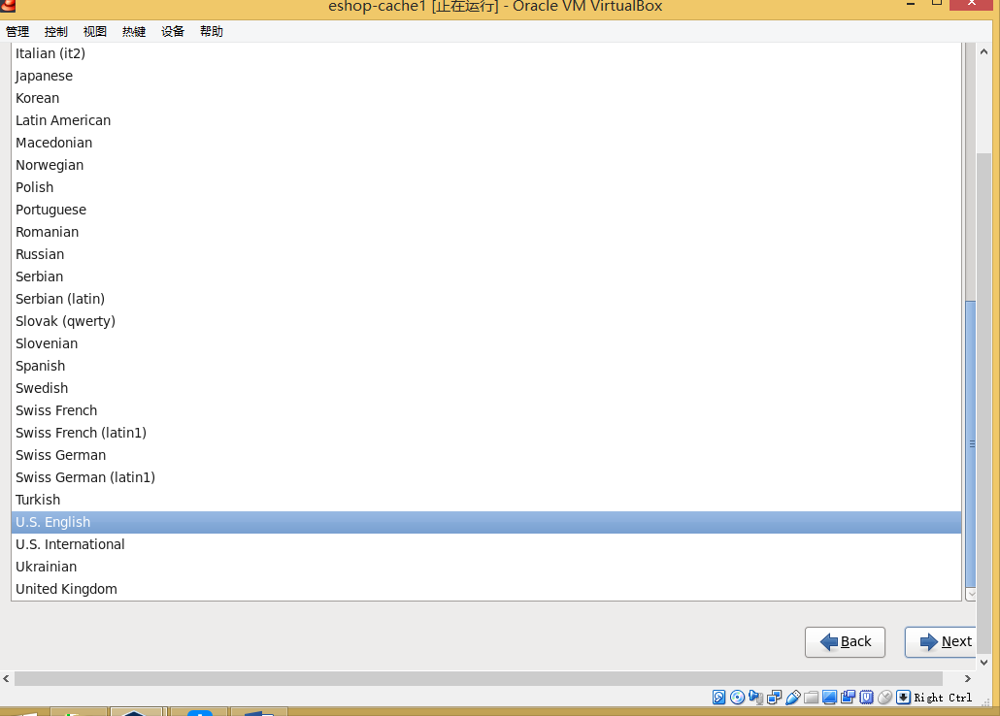 eshop-cache1 [正在运行] - Oracle VM VirtualBox
管理 控制 视图 热键 设备 帮助
Italian (it2)
Japanese
Korean
Latin American
Macedonian
Norwegian
Polish
Portuguese
Romanian
Russian
Serbian
Serbian (latin)
Slovak (qwerty)
Slovenian
Spanish
Swedish
Swiss French
Swiss French (latin1)
Swiss German
Swiss German (latin1)
Turkish
U.S. English
U.S. International
Ukrainian
United Kingdom
Back Next
Right Ctrl